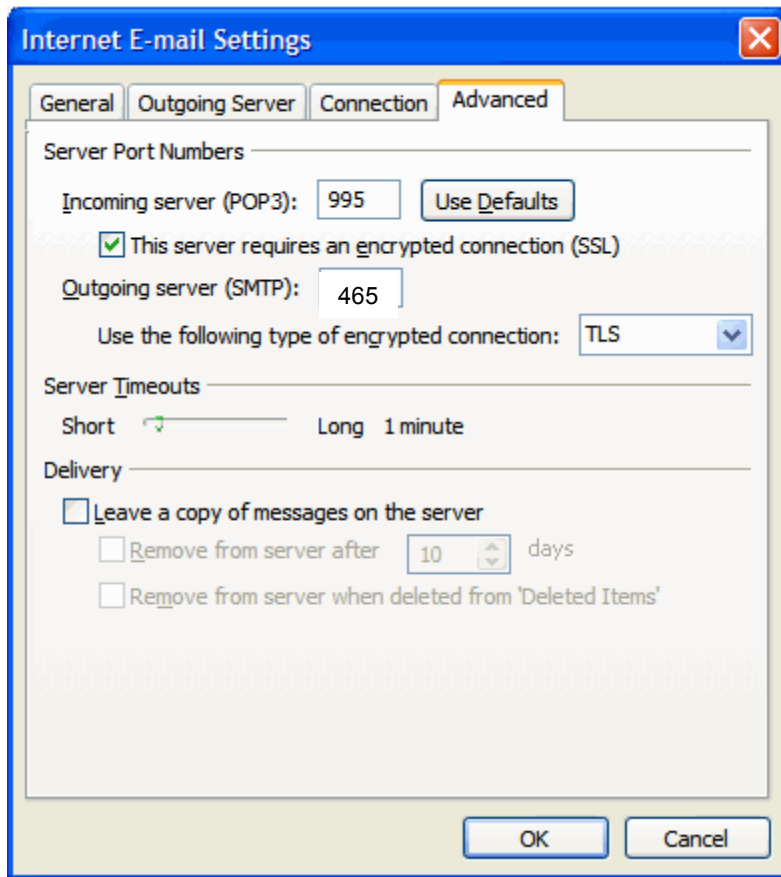 Internet E-mail Settings
General Outgoing Server Connection Advanced
Server Port Numbers
Incoming server (POP3): 995 Use Defaults
This server requires an encrypted connection (SSL)
Outgoing server (SMTP): 465
Use the following type of encrypted connection: TLS
Server Timeouts
Short Long 1 minute
Delivery
Leave a copy of messages on the server
Remove from server after 10 days
Remove from server when deleted from 'Deleted Items'
OK Cancel